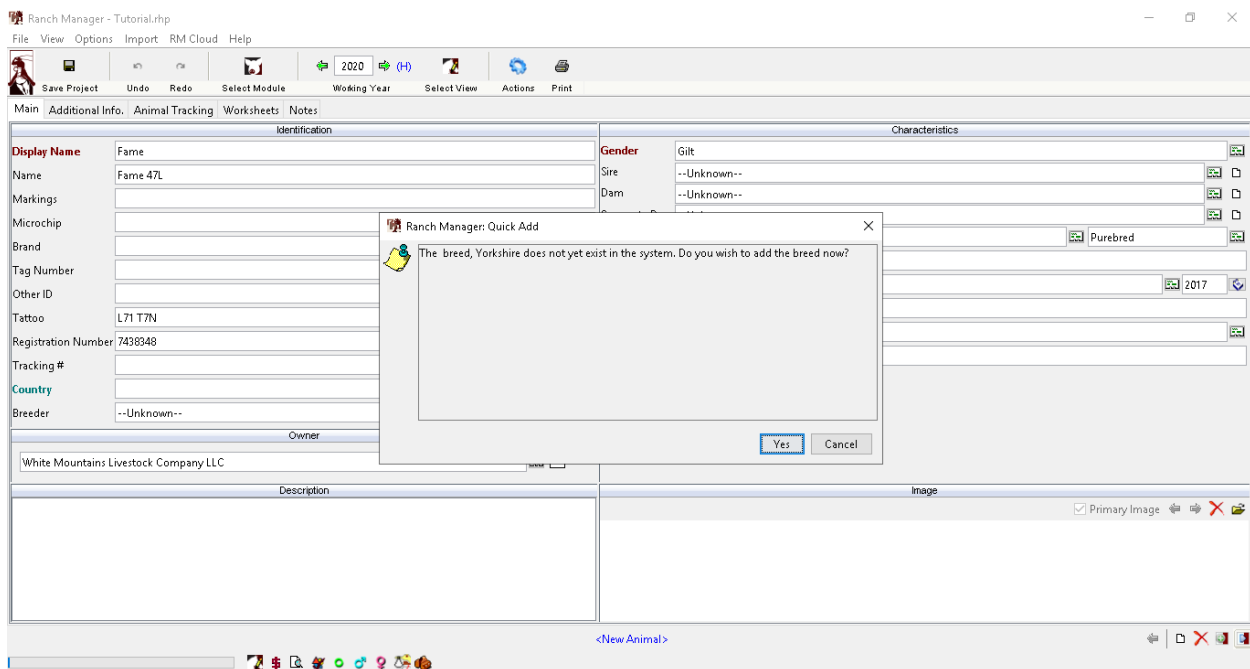 Ranch Manager - Tutorial.rhp
File View Options Import RM Cloud Help
Save Project Undo Redo Select Module 2020 (H) Working Year Select View Actions Print
Main Additional Info. Animal Tracking Worksheets Notes
Identification
Display Name Fame
Name Fame 47L
Markings
Microchip
Brand
Tag Number
Other ID
Tattoo L71 T7N
Registration Number 7438348
Tracking #
Country
Breeder --Unknown--
Owner
White Mountains Livestock Company LLC
Characteristics
Gender Gilt
Sire --Unknown--
Dam --Unknown--
Purebred
2017
Ranch Manager: Quick Add
The breed, Yorkshire does not yet exist in the system. Do you wish to add the breed now?
Yes Cancel
Description
Image
Primary Image
<New Animal>